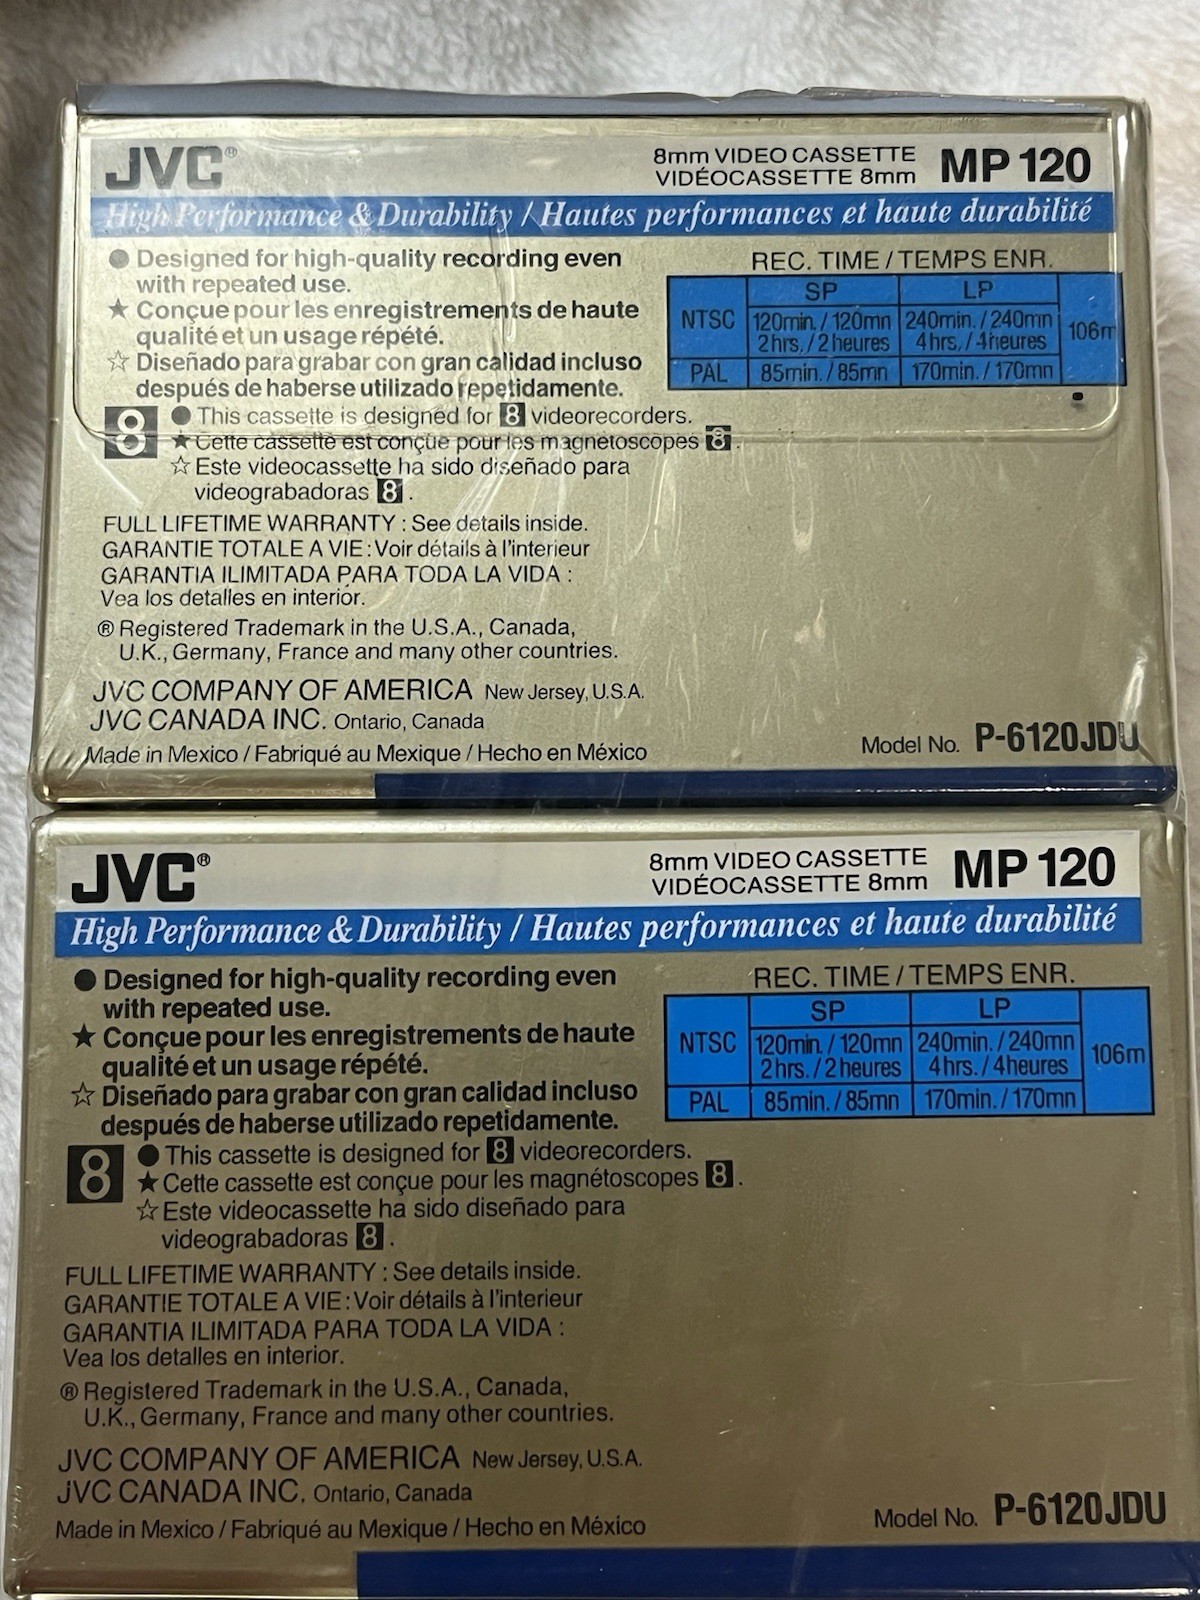 JVC®
8mm VIDEO CASSETTE
VIDÉOCASSETTE 8mm
MP 120
High Performance & Durability / Hautes performances et haute durabilité
● Designed for high-quality recording even
with repeated use.
★ Conçue pour les enregistrements de haute
qualité et un usage répété.
☆ Diseñado para grabar con gran calidad incluso
después de haberse utilizado repetidamente.
REC. TIME / TEMPS ENR.
SP LP
NTSC 120min. / 120mn 240min. / 240mn 106m
2hrs. / 2 heures 4hrs. / 4heures
PAL 85min. / 85mn 170min. / 170mn
8 ● This cassette is designed for 8 videorecorders.
★ Cette cassette est conçue pour les magnétoscopes 8 .
☆ Este videocassette ha sido diseñado para
videograbadoras 8 .
FULL LIFETIME WARRANTY : See details inside.
GARANTIE TOTALE A VIE : Voir détails à l'interieur
GARANTIA ILIMITADA PARA TODA LA VIDA :
Vea los detalles en interior.
® Registered Trademark in the U.S.A., Canada,
U.K., Germany, France and many other countries.
JVC COMPANY OF AMERICA New Jersey, U.S.A.
JVC CANADA INC. Ontario, Canada
Made in Mexico / Fabriqué au Mexique / Hecho en México
Model No. P-6120JDU
JVC®
8mm VIDEO CASSETTE
VIDÉOCASSETTE 8mm
MP 120
High Performance & Durability / Hautes performances et haute durabilité
● Designed for high-quality recording even
with repeated use.
★ Conçue pour les enregistrements de haute
qualité et un usage répété.
☆ Diseñado para grabar con gran calidad incluso
después de haberse utilizado repetidamente.
REC. TIME / TEMPS ENR.
SP LP
NTSC 120min. / 120mn 240min. / 240mn 106m
2hrs. / 2 heures 4hrs. / 4heures
PAL 85min. / 85mn 170min. / 170mn
8 ● This cassette is designed for 8 videorecorders.
★ Cette cassette est conçue pour les magnétoscopes 8 .
☆ Este videocassette ha sido diseñado para
videograbadoras 8 .
FULL LIFETIME WARRANTY : See details inside.
GARANTIE TOTALE A VIE : Voir détails à l'interieur
GARANTIA ILIMITADA PARA TODA LA VIDA :
Vea los detalles en interior.
® Registered Trademark in the U.S.A., Canada,
U.K., Germany, France and many other countries.
JVC COMPANY OF AMERICA New Jersey, U.S.A.
JVC CANADA INC. Ontario, Canada
Made in Mexico / Fabriqué au Mexique / Hecho en México
Model No. P-6120JDU